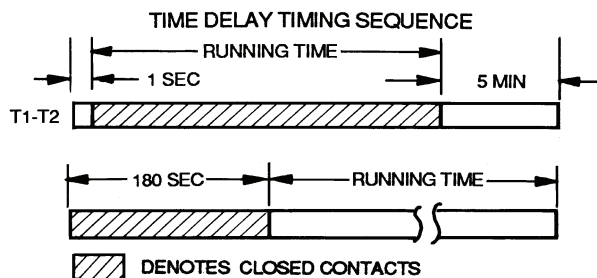 TIME DELAY TIMING SEQUENCE
RUNNING TIME
1 SEC
5 MIN
T1-T2
180 SEC
RUNNING TIME
DENOTES CLOSED CONTACTS